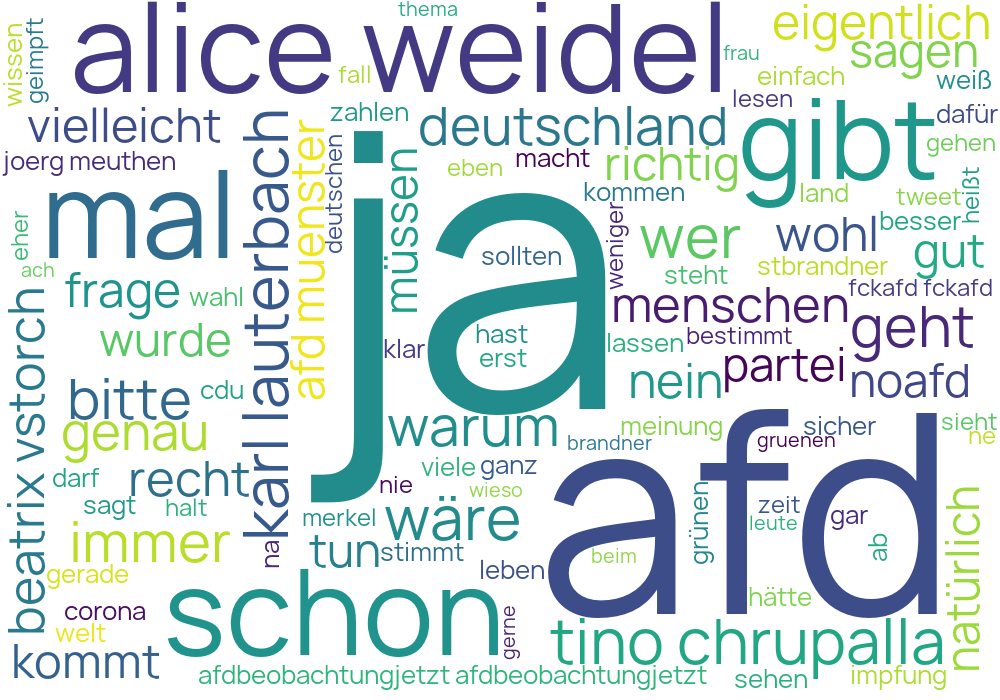 thema
alice weidel
eigentlich
frau
sagen
wissen
geimpft
fall
einfach
weiß
lesen
zahlen
vielleicht
deutschland
gibt
dafür
gehen
joerg meuthen
karl lauterbach
afd muenster
deutschen
ja
müssen
eben
macht
richtig
kommen
land
tweet
heißt
mal
weniger
wer
wohl
besser
gut
eher
ach
sollten
steht
stbrandner
frage
wahl
menschen
fckafd fckafd
wurde
klar
hast
erst
lassen
bestimmt
geht
beatrix vstorch
bitte
cdu
nein
partei
noafd
genau
warum
meinung
sicher
sieht
ne
brandner
gruenen
afd
darf
recht
viele
ganz
nie
wieso
sagt
halt
merkel
wäre
grünen
zeit
leute
gar
ab
natürlich
immer
na
tun
stimmt
beim
gerade
leben
schon
hätte
corona
welt
gerne
tino chrupalla
kommt
afdbeobachtungjetzt afdbeobachtungjetzt
sehen
impfung